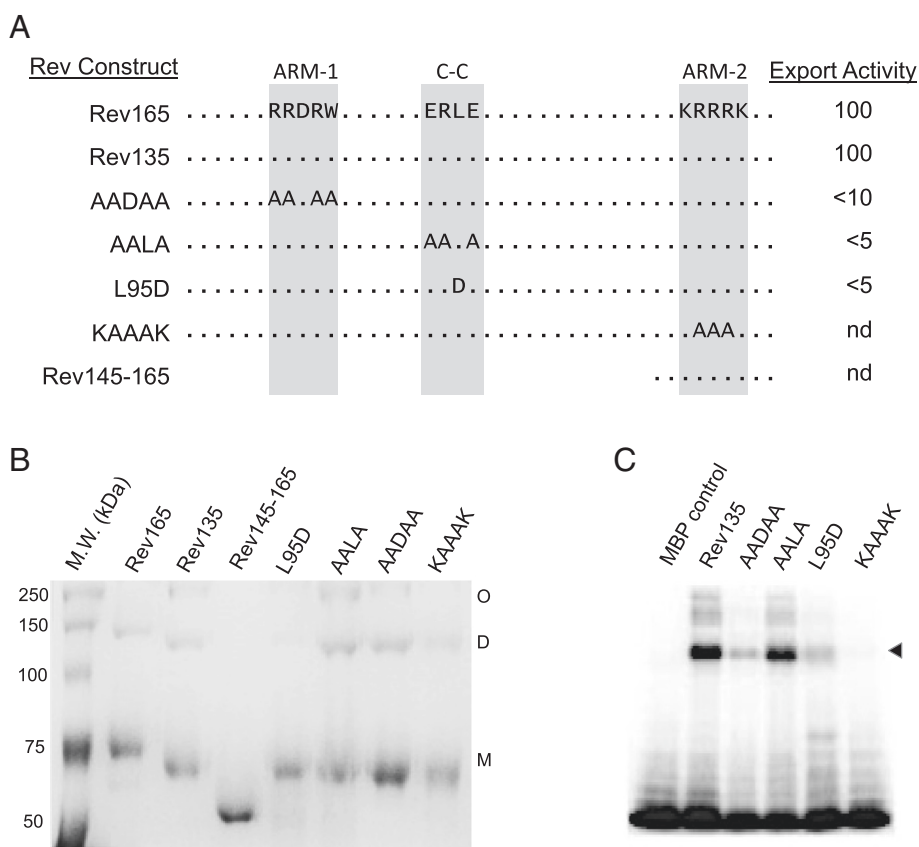 A
Rev Construct ARM-1 C-C ARM-2 Export Activity
Rev165 ......RRDRW......ERLE..............KRRRK.. 100
Rev135 .......................................... 100
AADAA ......AA.AA............................... <10
AALA .................AA.A..................... <5
L95D ...................D...................... <5
KAAAK ....................................AAA... nd
Rev145-165 ......... nd
B
M.W. (kDa) Rev165 Rev135 Rev145-165 L95D AALA AADAA KAAAK
250 O
150 D
100
75 M
50
C
MBP control Rev135 AADAA AALA L95D KAAAK